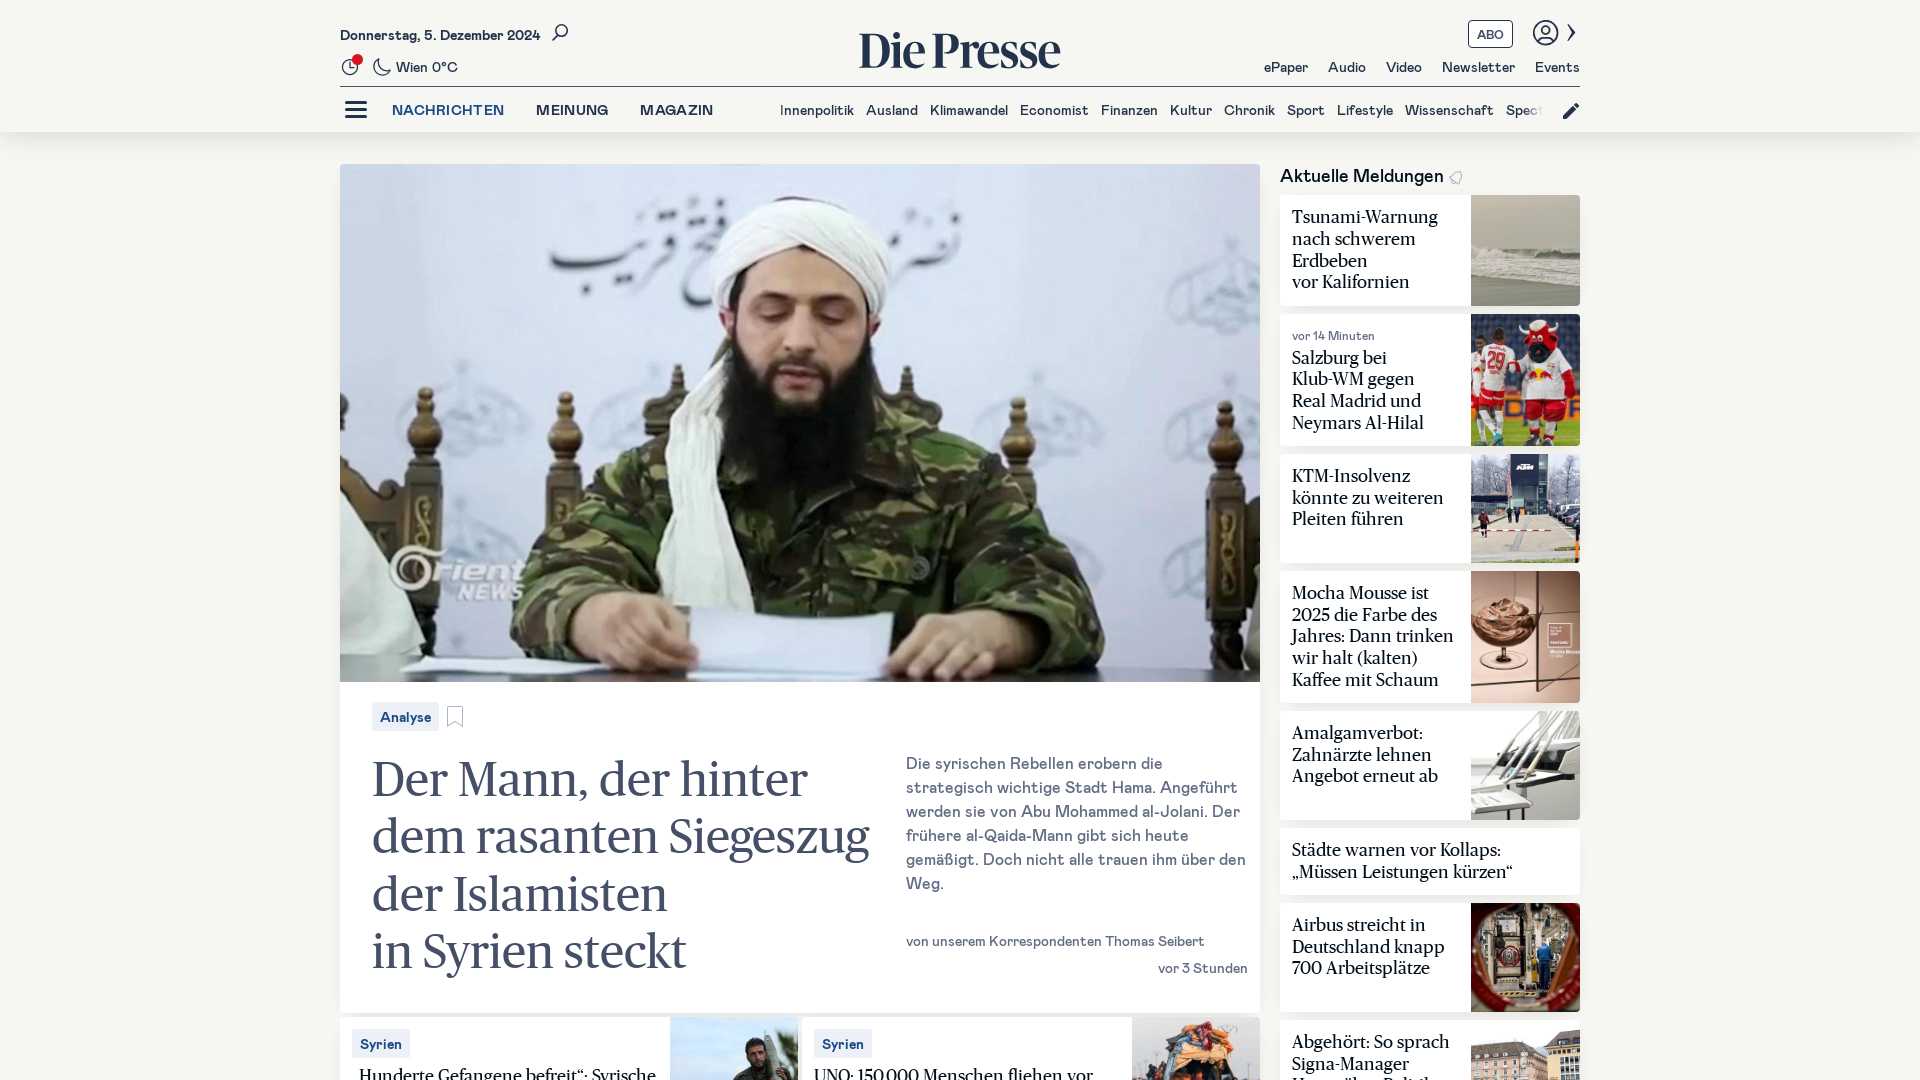 Donnerstag, 5. Dezember 2024
Wien 0°C
Die Presse
ABO
ePaper Audio Video Newsletter Events
NACHRICHTEN MEINUNG MAGAZIN
Innenpolitik Ausland Klimawandel Economist Finanzen Kultur Chronik Sport Lifestyle Wissenschaft
Orient
NEWS
Analyse
Der Mann, der hinter
dem rasanten Siegeszug
der Islamisten
in Syrien steckt
Die syrischen Rebellen erobern die
strategisch wichtige Stadt Hama. Angeführt
werden sie von Abu Mohammed al-Jolani. Der
frühere al-Qaida-Mann gibt sich heute
gemäßigt. Doch nicht alle trauen ihm über den
Weg.
von unserem Korrespondenten Thomas Seibert
vor 3 Stunden
Syrien
Hunderte Gefangene befreit“: Syrische
Syrien
UNO: 150.000 Menschen fliehen vor
Aktuelle Meldungen
Tsunami-Warnung
nach schwerem
Erdbeben
vor Kalifornien
vor 14 Minuten
Salzburg bei
Klub-WM gegen
Real Madrid und
Neymars Al-Hilal
29
KTM-Insolvenz
könnte zu weiteren
Pleiten führen
KTM
Mocha Mousse ist
2025 die Farbe des
Jahres: Dann trinken
wir halt (kalten)
Kaffee mit Schaum
Amalgamverbot:
Zahnärzte lehnen
Angebot erneut ab
Städte warnen vor Kollaps:
„Müssen Leistungen kürzen“
Airbus streicht in
Deutschland knapp
700 Arbeitsplätze
Abgehört: So sprach
Signa-Manager